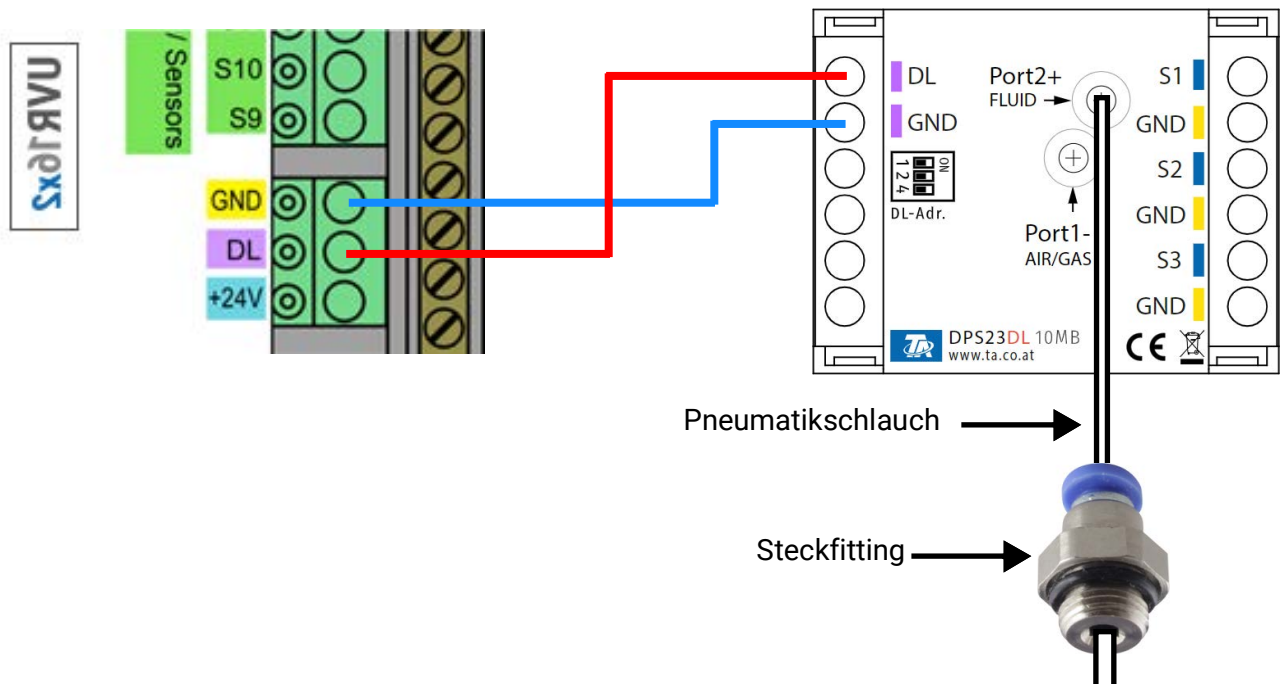 UVR16x2
/ Sensors
S10
S9
GND
DL
+24V
DL
GND
ON
1
2
4
DL-Adr.
Port2+
FLUID
Port1-
AIR/GAS
S1
GND
S2
GND
S3
GND
TA
DPS23DL 10MB
www.ta.co.at
CE
Pneumatikschlauch
Steckfitting